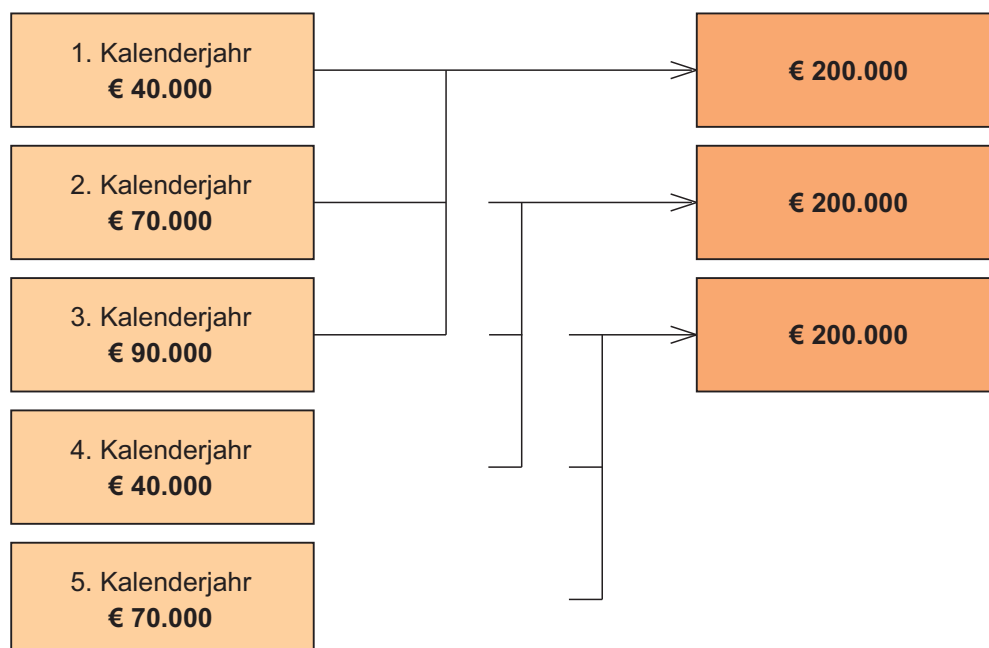 1. Kalenderjahr
€ 40.000
€ 200.000
2. Kalenderjahr
€ 70.000
€ 200.000
3. Kalenderjahr
€ 90.000
€ 200.000
4. Kalenderjahr
€ 40.000
5. Kalenderjahr
€ 70.000